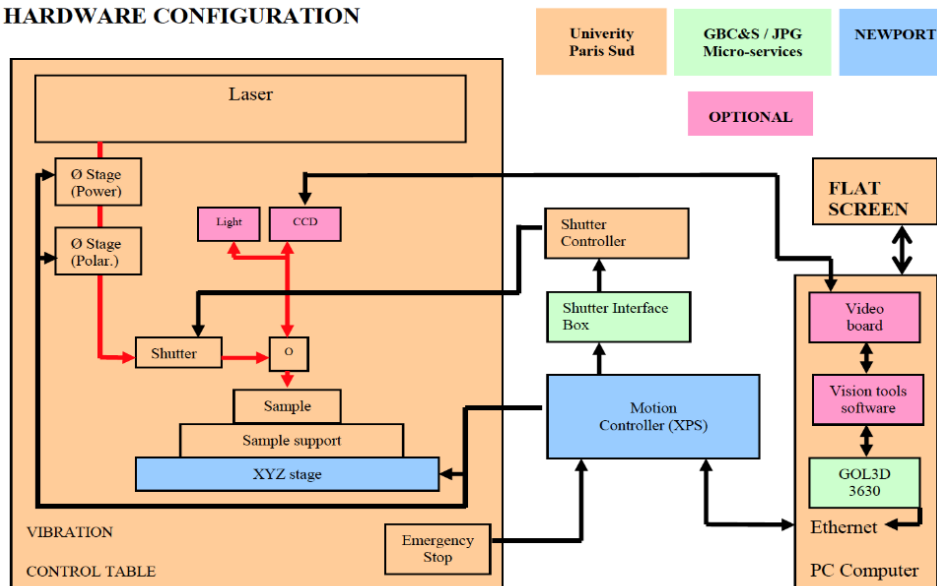 HARDWARE CONFIGURATION
Univerity
Paris Sud
GBC&S / JPG
Micro-services
NEWPORT
OPTIONAL
Laser
Ø Stage
(Power)
Light
CCD
Ø Stage
(Polar.)
Shutter
Controller
FLAT
SCREEN
Shutter Interface
Box
Video
board
Shutter
O
Sample
Sample support
XYZ stage
Motion
Controller (XPS)
Vision tools
software
GOL3D
3630
Ethernet
VIBRATION
CONTROL TABLE
Emergency
Stop
PC Computer